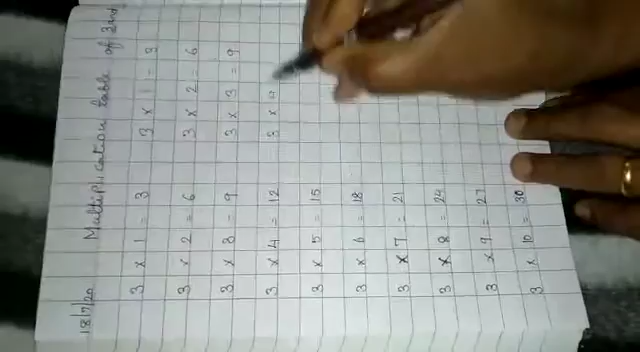 18/7/20
Multiplication table of 3rd
3 x 1 = 3
3 x 2 = 6
3 x 3 = 9
3 x 4 = 12
3 x 5 = 15
3 x 6 = 18
3 x 7 = 21
3 x 8 = 24
3 x 9 = 27
3 x 10 = 30
3 x 1 = 3
3 x 2 = 6
3 x 3 = 9
3 x 4